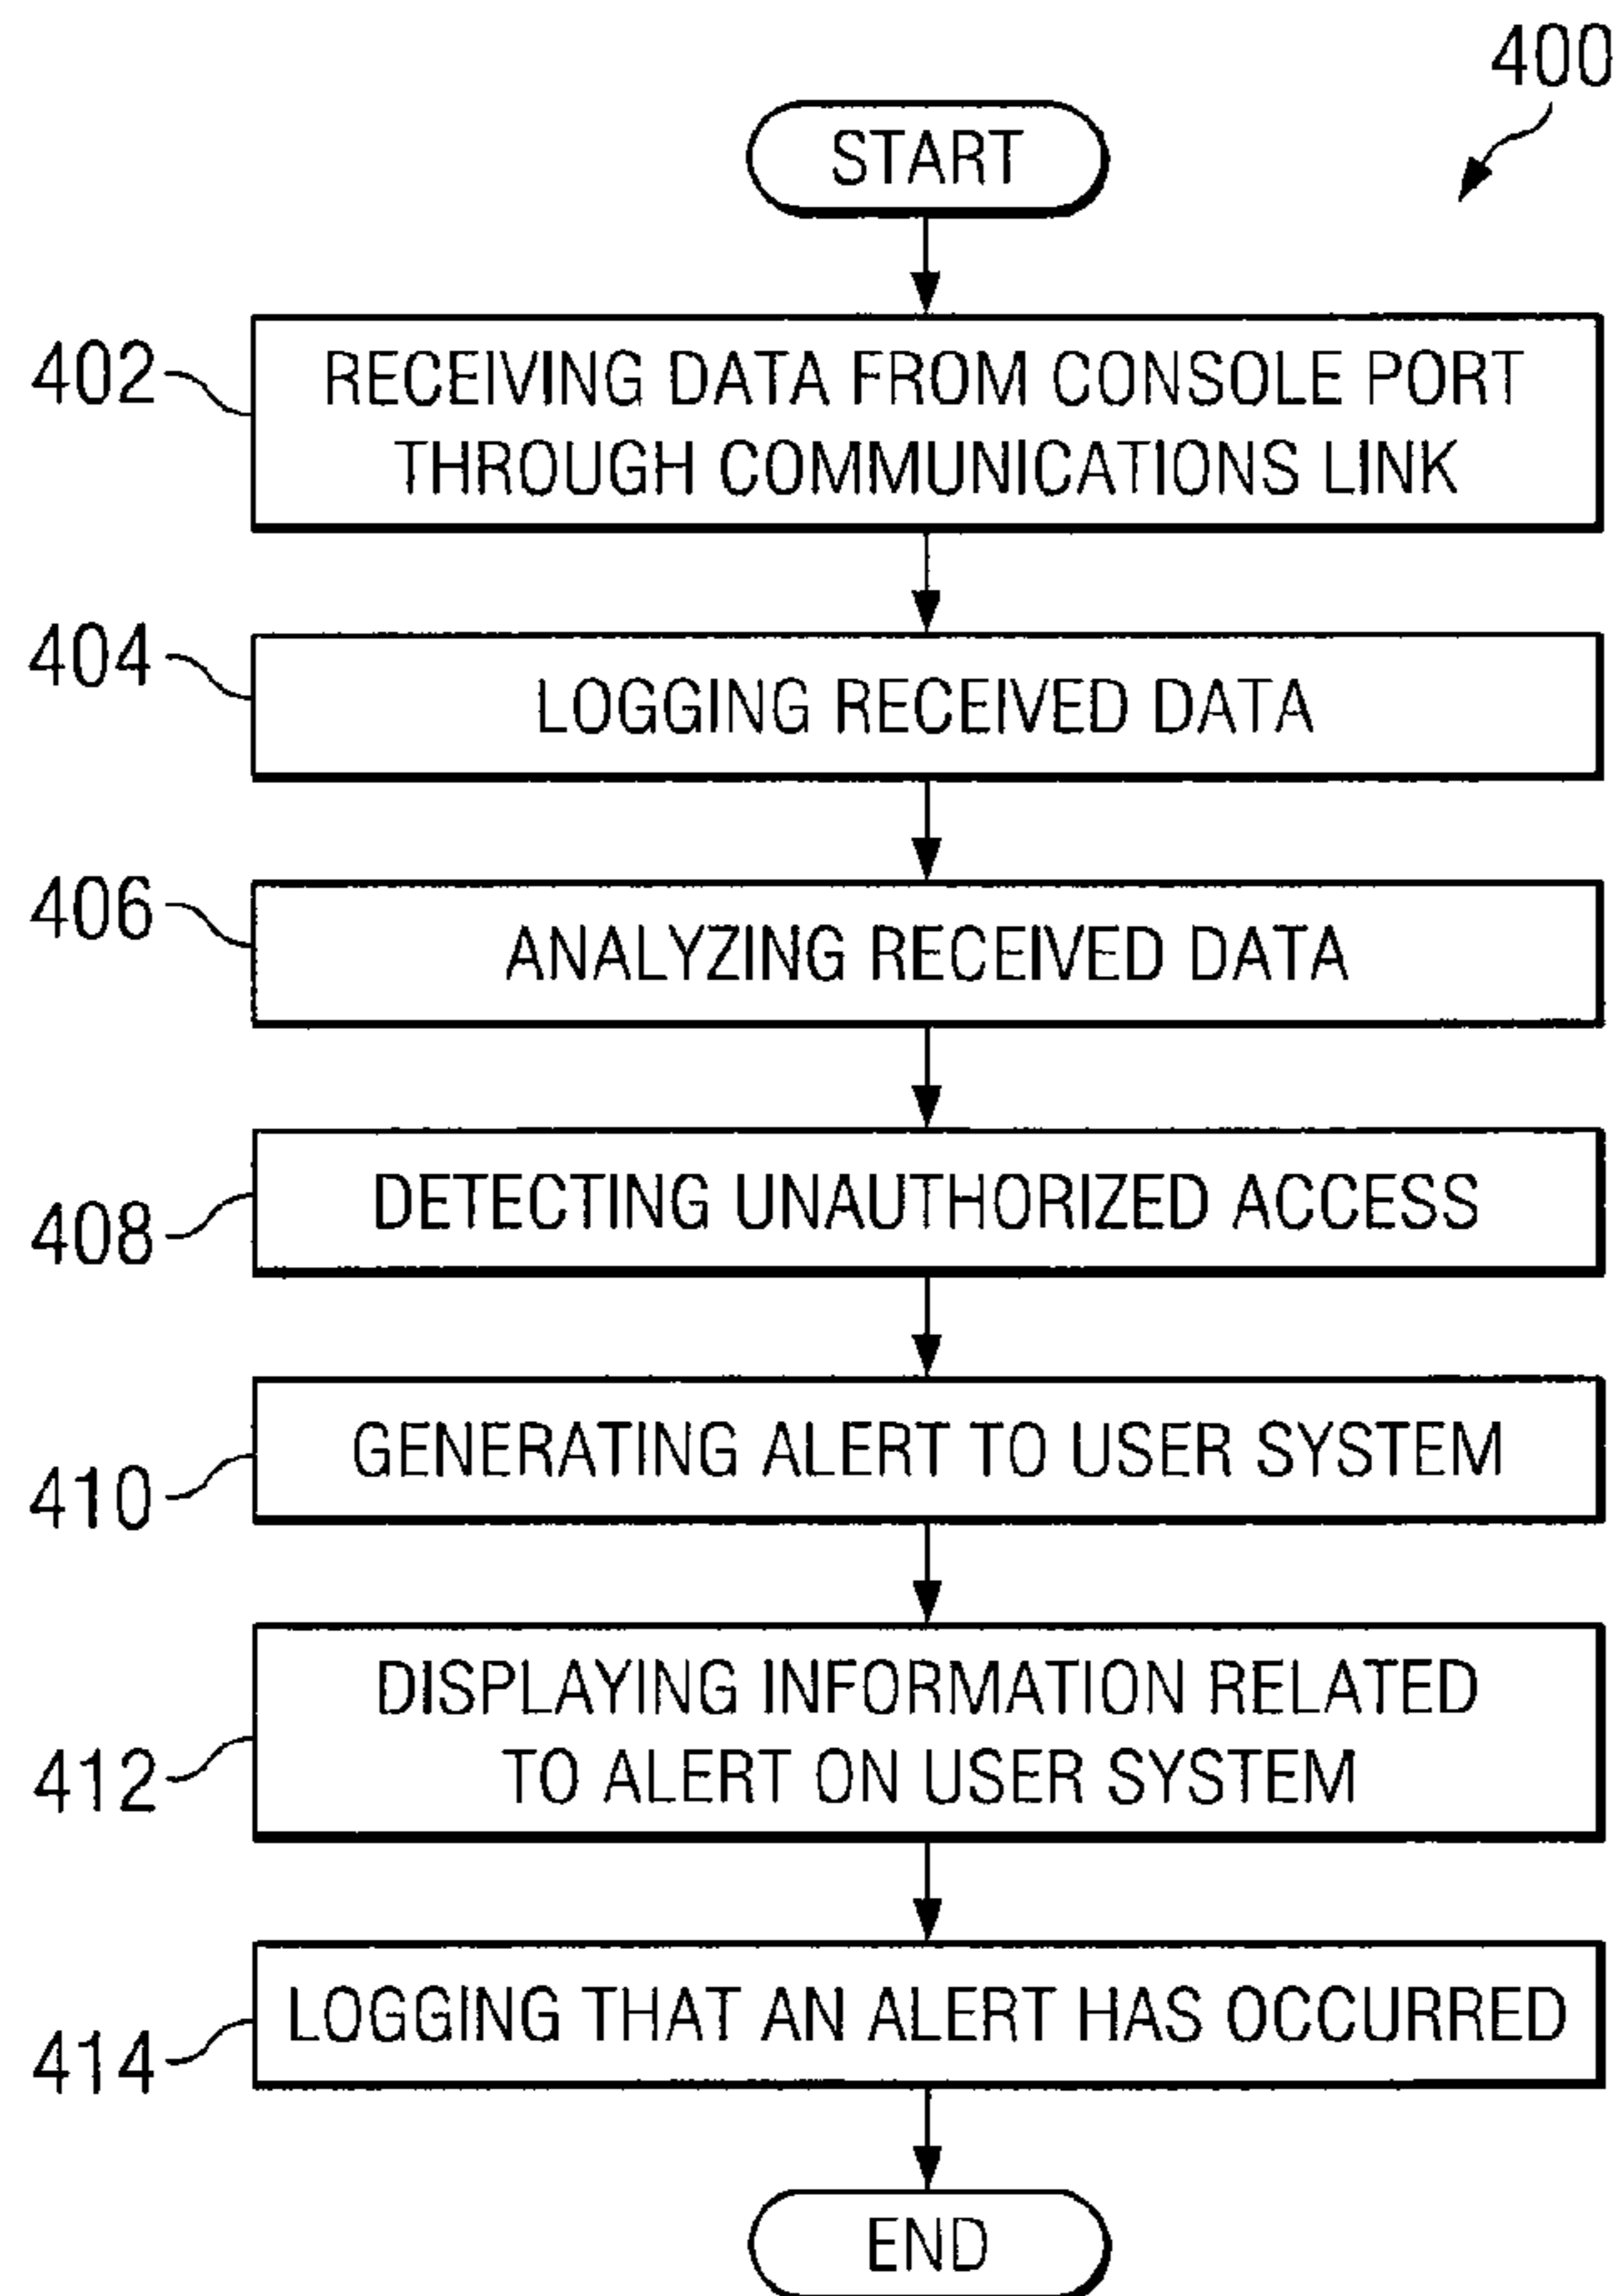 400
START
402
RECEIVING DATA FROM CONSOLE PORT
THROUGH COMMUNICATIONS LINK
404
LOGGING RECEIVED DATA
406
ANALYZING RECEIVED DATA
408
DETECTING UNAUTHORIZED ACCESS
410
GENERATING ALERT TO USER SYSTEM
412
DISPLAYING INFORMATION RELATED
TO ALERT ON USER SYSTEM
414
LOGGING THAT AN ALERT HAS OCCURRED
END